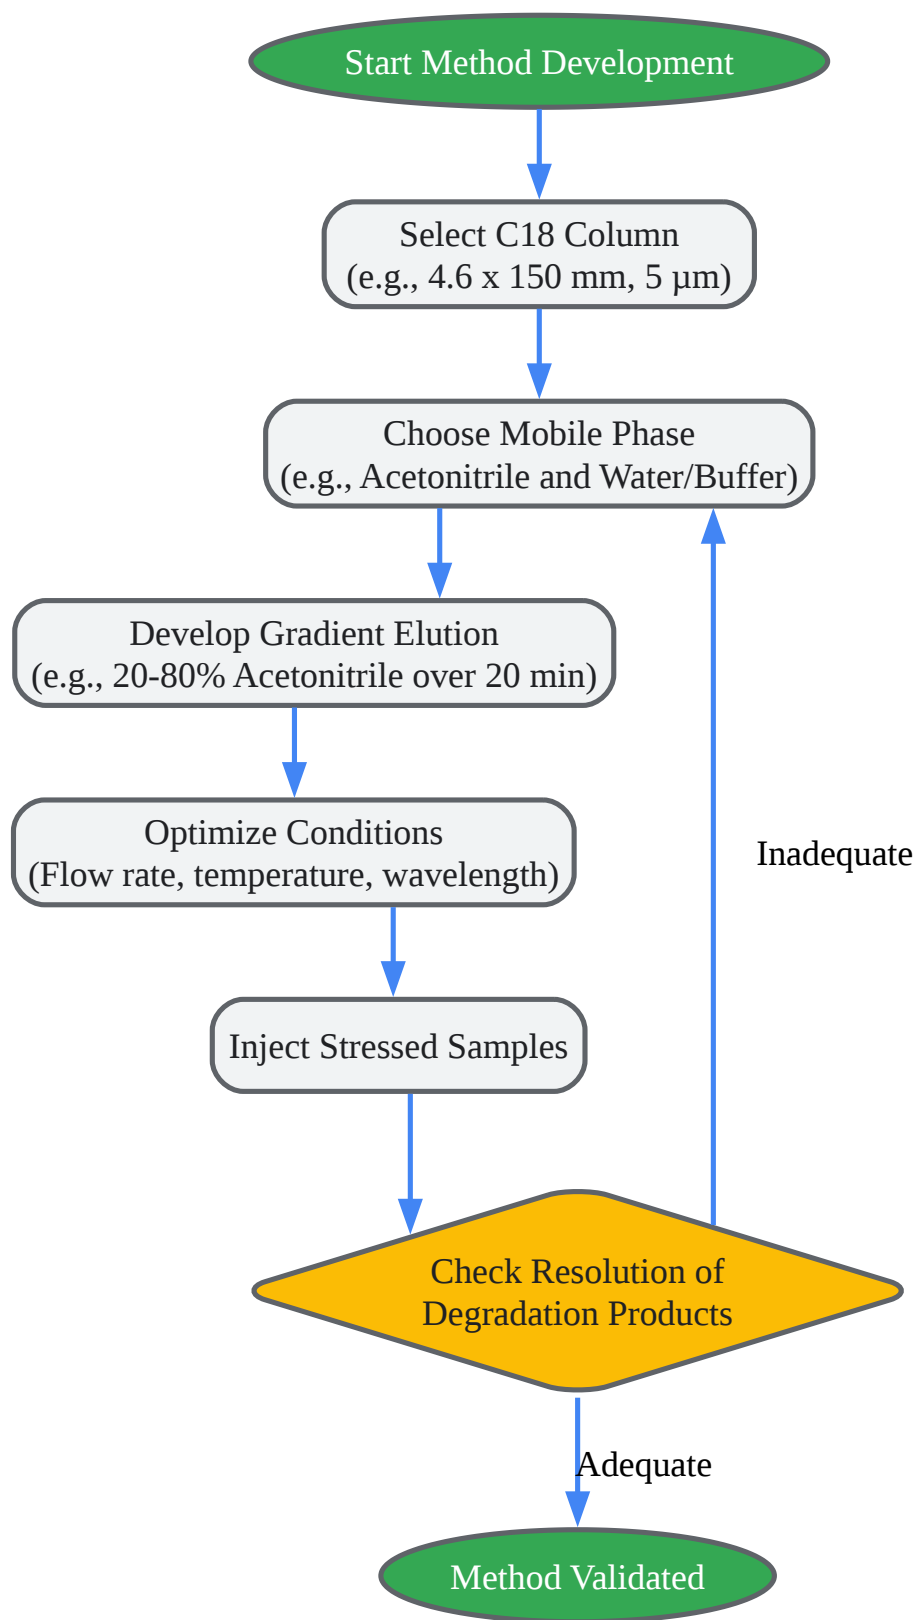 Start Method Development
Select C18 Column
(e.g., 4.6 x 150 mm, 5 µm)
Choose Mobile Phase
(e.g., Acetonitrile and Water/Buffer)
Develop Gradient Elution
(e.g., 20-80% Acetonitrile over 20 min)
Optimize Conditions
(Flow rate, temperature, wavelength)
Inadequate
Inject Stressed Samples
Check Resolution of
Degradation Products
Adequate
Method Validated